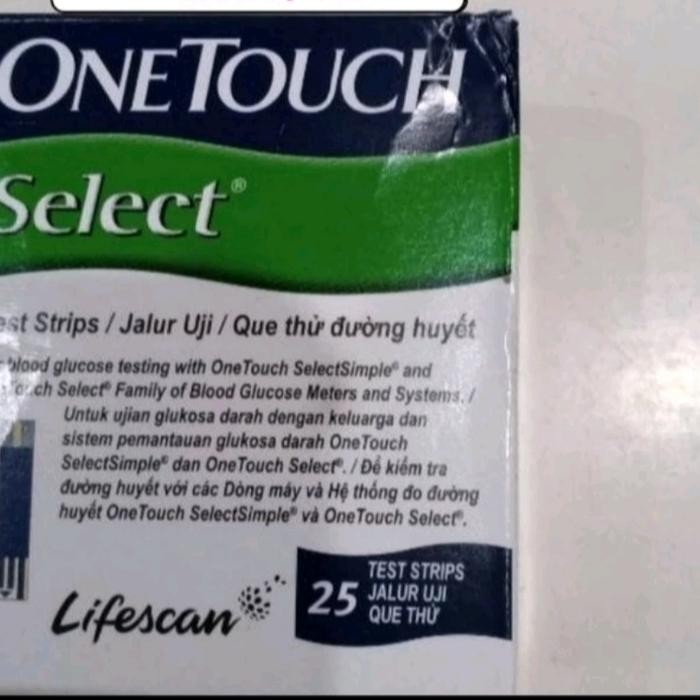 ONETOUCH
Select®
Test Strips / Jalur Uji / Que thử đường huyết
blood glucose testing with OneTouch SelectSimple® and
Touch Select® Family of Blood Glucose Meters and Systems. /
Untuk ujian glukosa darah dengan keluarga dan
sistem pemantauan glukosa darah OneTouch
SelectSimple® dan OneTouch Select®. / Để kiểm tra
đường huyết với các Dòng máy và Hệ thống đo đường
huyết OneTouch SelectSimple® và OneTouch Select®.
Lifescan
25
TEST STRIPS
JALUR UJI
QUE THỬ